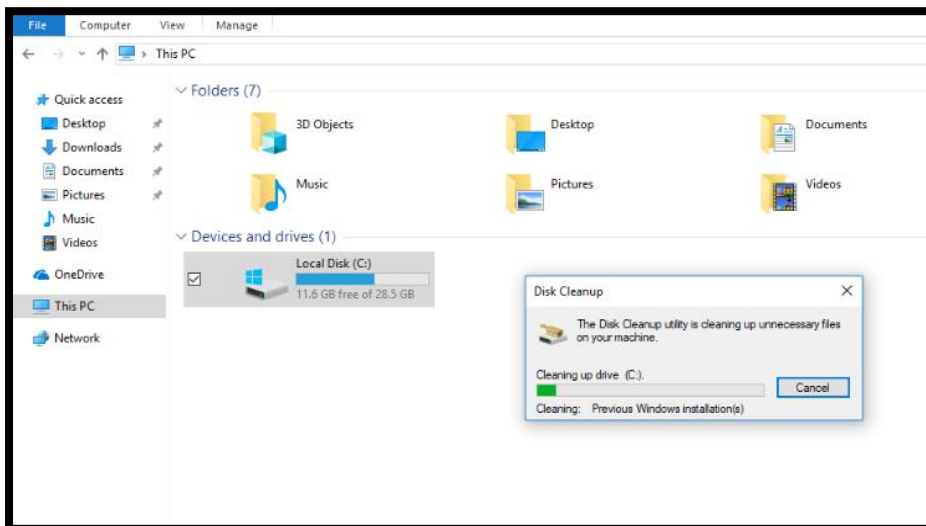 File Computer View Manage
This PC
Quick access
Desktop
Downloads
Documents
Pictures
Music
Videos
OneDrive
This PC
Network
Folders (7)
3D Objects Desktop Documents
Music Pictures Videos
Devices and drives (1)
Local Disk (C:)
11.6 GB free of 28.5 GB
Disk Cleanup
The Disk Cleanup utility is cleaning up unnecessary files
on your machine.
Cleaning up drive (C:).
Cancel
Cleaning: Previous Windows installation(s)